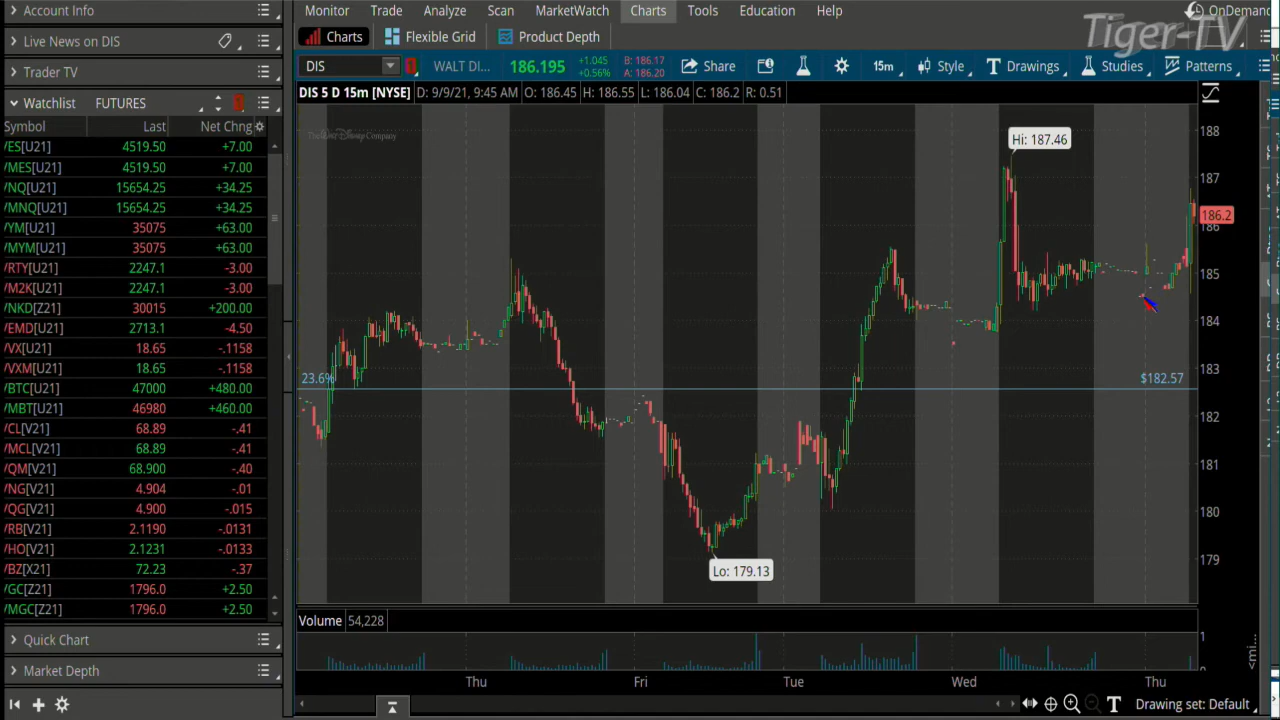 Account Info
Live News on DIS
Trader TV
Watchlist FUTURES
Symbol Last Net Chng
/ES[U21] 4519.50 +7.00
/MES[U21] 4519.50 +7.00
/NQ[U21] 15654.25 +34.25
/MNQ[U21] 15654.25 +34.25
/YM[U21] 35075 +63.00
/MYM[U21] 35075 +63.00
/RTY[U21] 2247.1 -3.00
/M2K[U21] 2247.1 -3.00
/NKD[Z21] 30015 +200.00
/EMD[U21] 2713.1 -4.50
/VX[U21] 18.65 -.1158
/VXM[U21] 18.65 -.1158
/BTC[U21] 47000 +480.00
/MBT[U21] 46980 +460.00
/CL[V21] 68.89 -.41
/MCL[V21] 68.89 -.41
/QM[V21] 68.900 -.40
/NG[V21] 4.904 -.01
/QG[V21] 4.900 -.015
/RB[V21] 2.1190 -.0131
/HO[V21] 2.1231 -.0133
/BZ[X21] 72.23 -.37
/GC[Z21] 1796.0 +2.50
/MGC[Z21] 1796.0 +2.50
Quick Chart
Market Depth
Monitor Trade Analyze Scan MarketWatch Charts Tools Education Help
OnDemand
Tiger-TV
Charts Flexible Grid Product Depth
DIS WALT DI... 186.195 +1.045 +0.56% B: 186.17 A: 186.20 Share 15m Style Drawings Studies Patterns
DIS 5 D 15m [NYSE] D: 9/9/21, 9:45 AM O: 186.45 H: 186.55 L: 186.04 C: 186.2 R: 0.51
The Walt Disney Company
Hi: 187.46
188
187
186.2
186
185
184
183
23.6% $182.57
182
181
180
179
Lo: 179.13
Volume 54,228
1
0
<mi...
Thu Fri Tue Wed Thu
Drawing set: Default